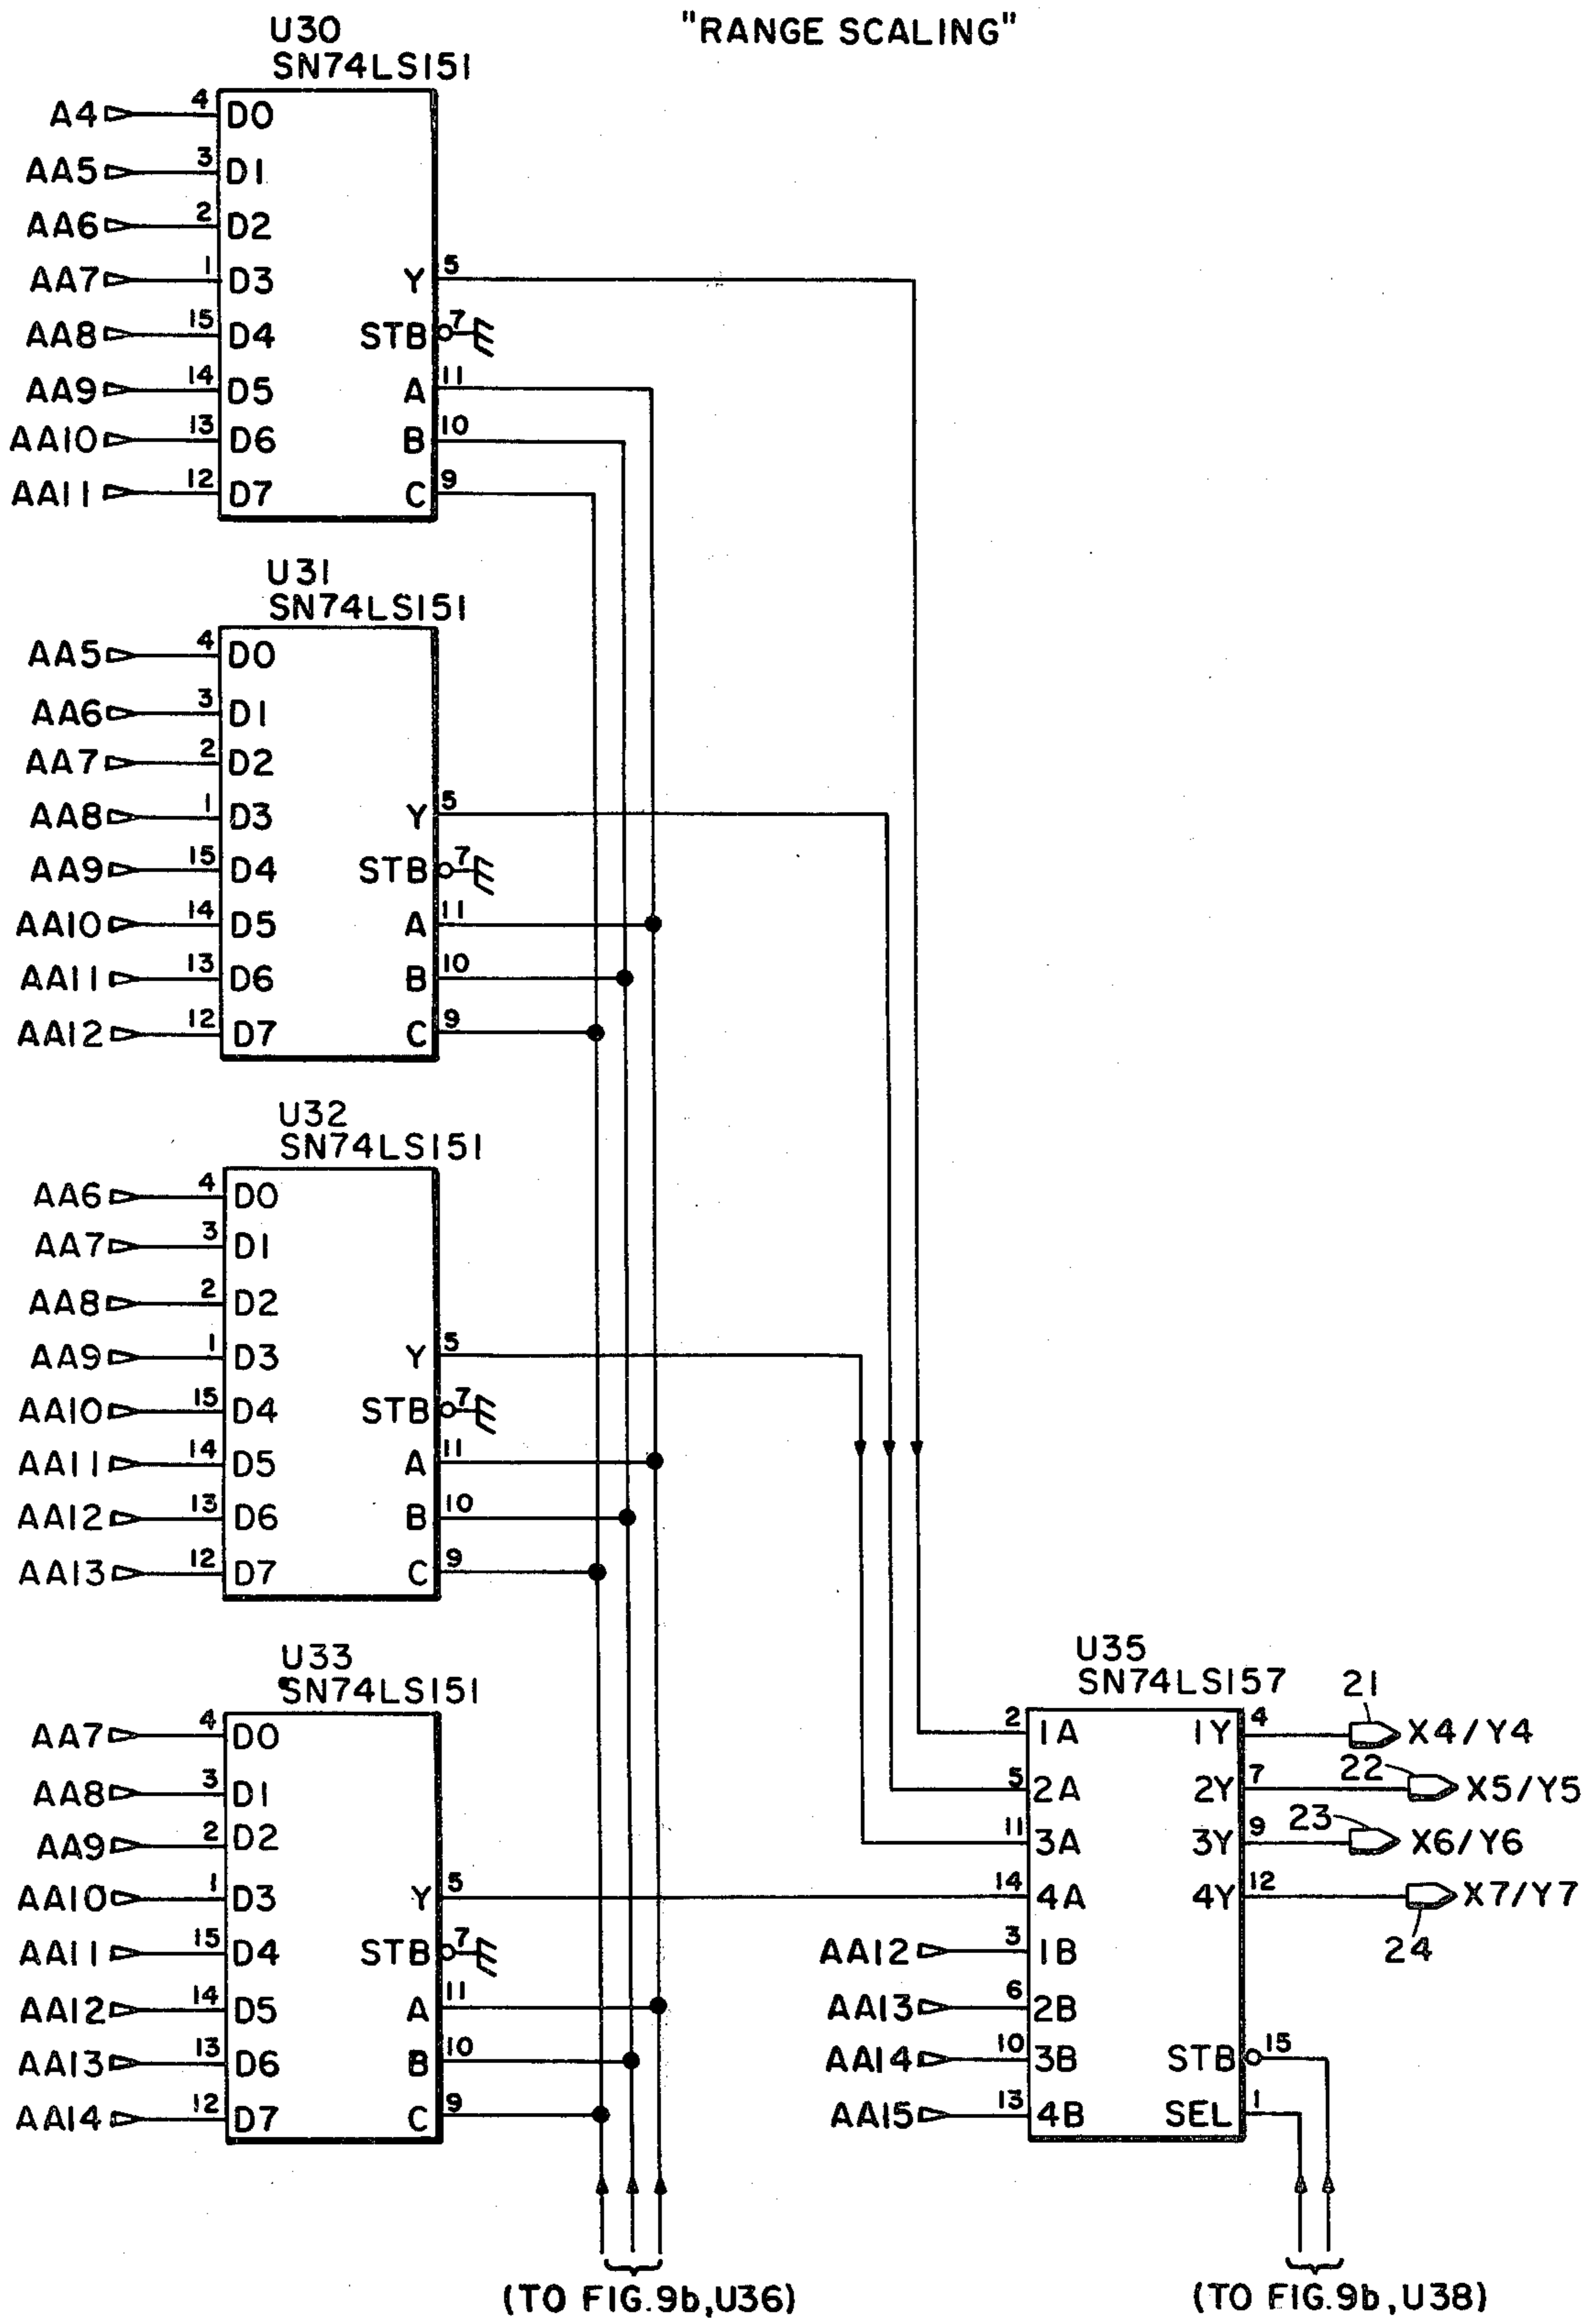 "RANGE SCALING"
U30
SN74LS151
A4 4 D0
AA5 3 D1
AA6 2 D2
AA7 1 D3 Y 5
AA8 15 D4 STB 7
AA9 14 D5 A 11
AA10 13 D6 B 10
AA11 12 D7 C 9
U31
SN74LS151
AA5 4 D0
AA6 3 D1
AA7 2 D2
AA8 1 D3 Y 5
AA9 15 D4 STB 7
AA10 14 D5 A 11
AA11 13 D6 B 10
AA12 12 D7 C 9
U32
SN74LS151
AA6 4 D0
AA7 3 D1
AA8 2 D2
AA9 1 D3 Y 5
AA10 15 D4 STB 7
AA11 14 D5 A 11
AA12 13 D6 B 10
AA13 12 D7 C 9
U33
SN74LS151
AA7 4 D0
AA8 3 D1
AA9 2 D2
AA10 1 D3 Y 5
AA11 15 D4 STB 7
AA12 14 D5 A 11
AA13 13 D6 B 10
AA14 12 D7 C 9
(TO FIG.9b,U36)
U35
SN74LS157
2 1A 1Y 4 21 X4/Y4
5 2A 2Y 7 22 X5/Y5
11 3A 3Y 9 23 X6/Y6
14 4A 4Y 12 24 X7/Y7
AA12 3 1B
AA13 6 2B
AA14 10 3B STB 15
AA15 13 4B SEL 1
(TO FIG.9b,U38)